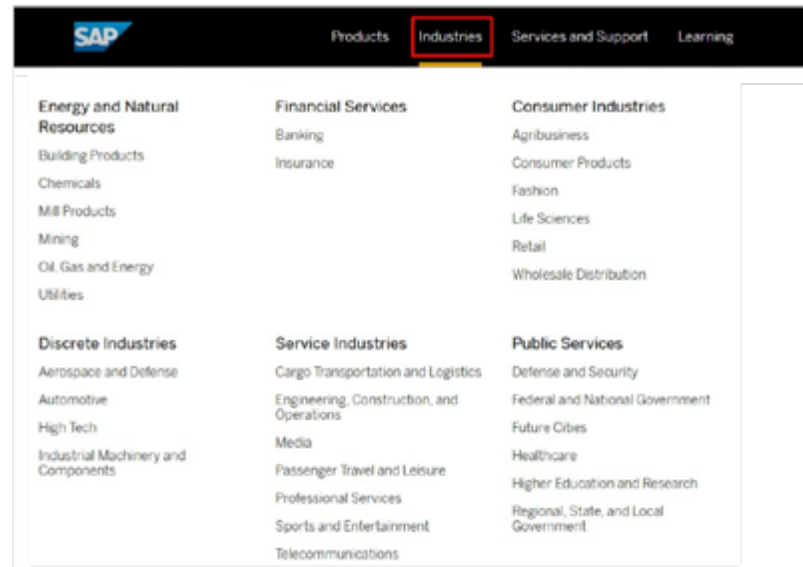 SAP
Products Industries Services and Support Learning
Energy and Natural
Resources
Building Products
Chemicals
Mill Products
Mining
Oil, Gas and Energy
Utilities
Financial Services
Banking
Insurance
Consumer Industries
Agribusiness
Consumer Products
Fashion
Life Sciences
Retail
Wholesale Distribution
Discrete Industries
Aerospace and Defense
Automotive
High Tech
Industrial Machinery and
Components
Service Industries
Cargo Transportation and Logistics
Engineering, Construction, and
Operations
Media
Passenger Travel and Leisure
Professional Services
Sports and Entertainment
Telecommunications
Public Services
Defense and Security
Federal and National Government
Future Cities
Healthcare
Higher Education and Research
Regional, State, and Local
Government